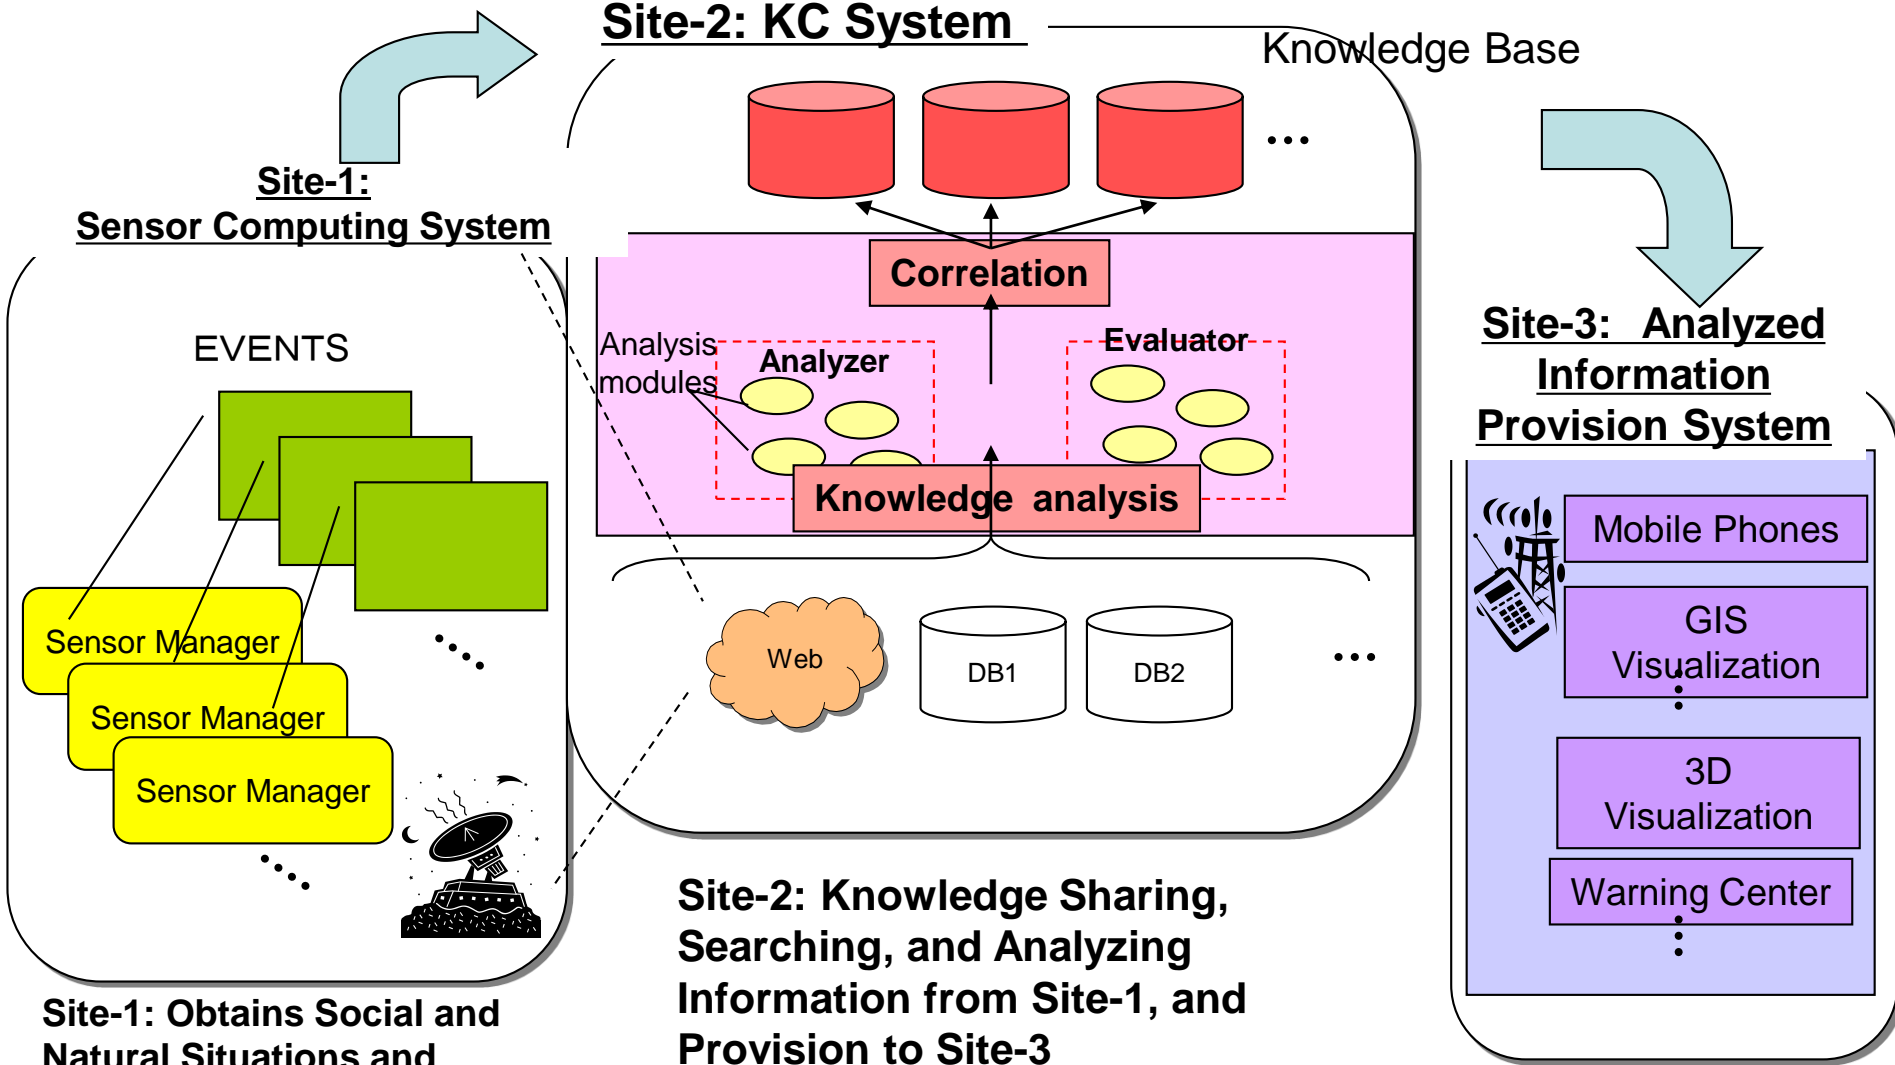 Site-2: KC System
Knowledge Base
Site-1:
Sensor Computing System
EVENTS
Sensor Manager
Sensor Manager
Sensor Manager
Correlation
Analysis
modules
Analyzer
Evaluator
Knowledge analysis
Web
DB1
DB2
Site-3: Analyzed
Information
Provision System
Mobile Phones
GIS
Visualization
3D
Visualization
Warning Center
Site-1: Obtains Social and
Natural Situations and
Site-2: Knowledge Sharing,
Searching, and Analyzing
Information from Site-1, and
Provision to Site-3